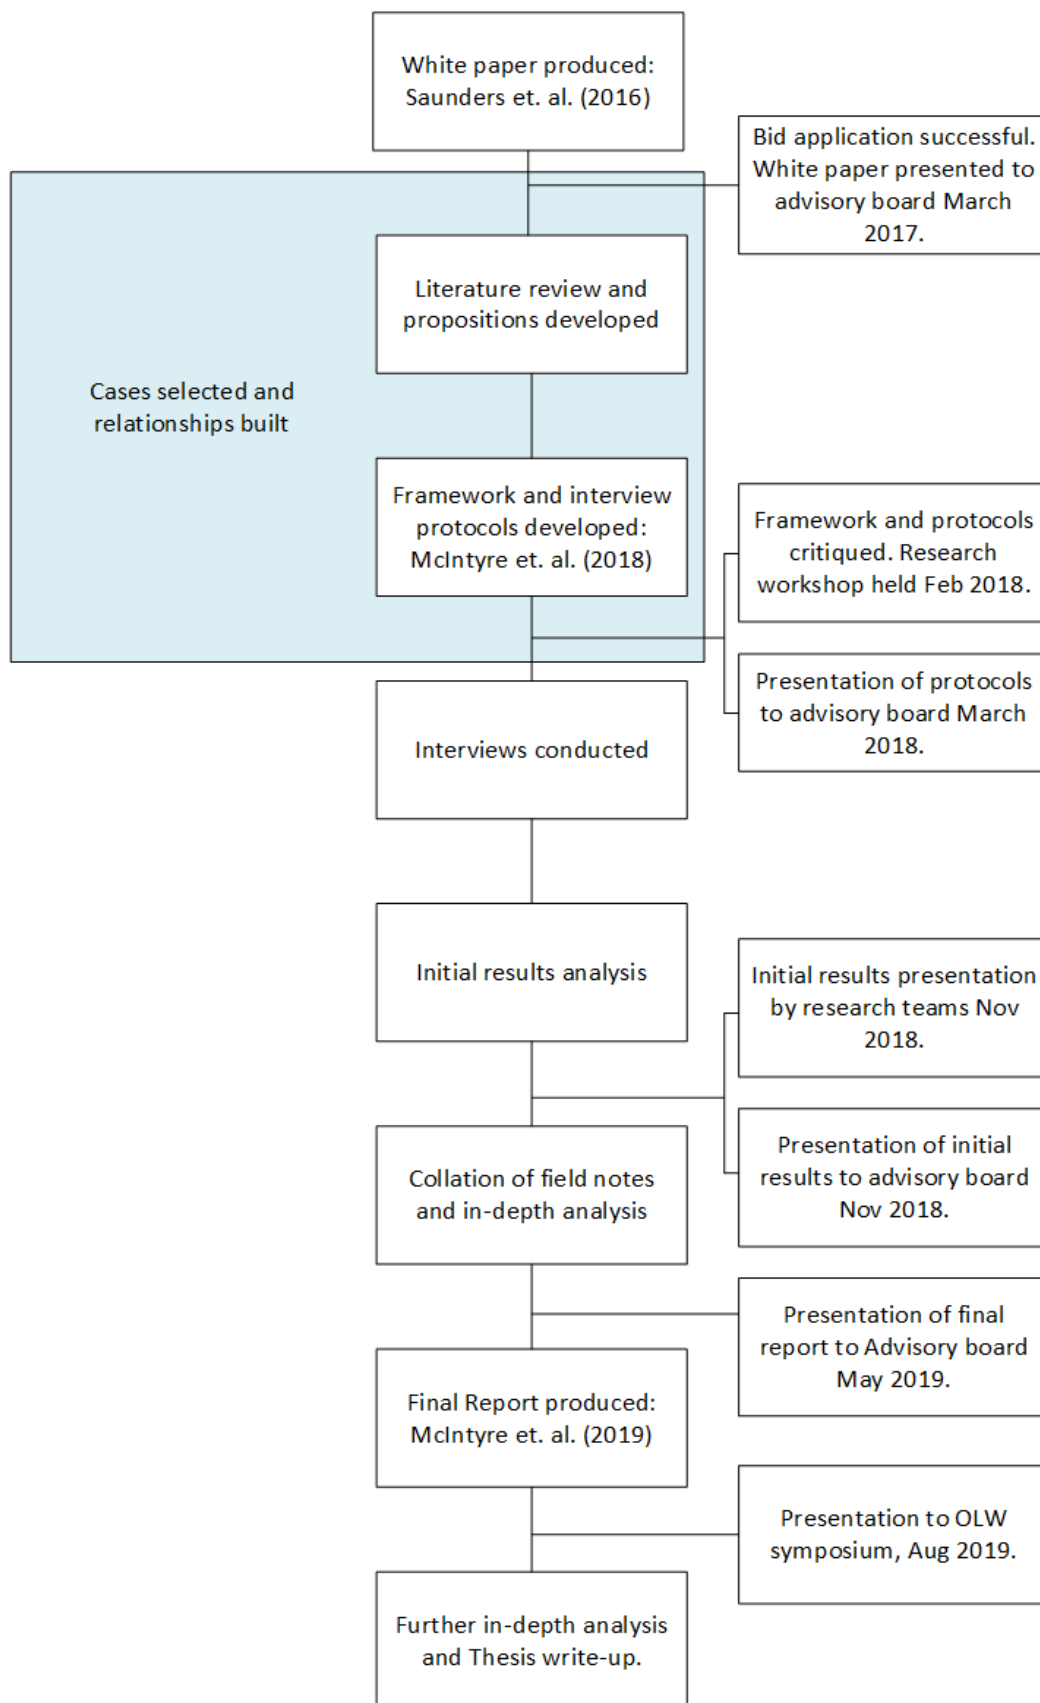 White paper produced:
Saunders et. al. (2016)
Bid application successful.
White paper presented to
advisory board March
2017.
Literature review and
propositions developed
Cases selected and
relationships built
Framework and interview
protocols developed:
McIntyre et. al. (2018)
Framework and protocols
critiqued. Research
workshop held Feb 2018.
Presentation of protocols
to advisory board March
2018.
Interviews conducted
Initial results analysis
Initial results presentation
by research teams Nov
2018.
Presentation of initial
results to advisory board
Nov 2018.
Collation of field notes
and in-depth analysis
Presentation of final
report to Advisory board
May 2019.
Final Report produced:
McIntyre et. al. (2019)
Presentation to OLW
symposium, Aug 2019.
Further in-depth analysis
and Thesis write-up.